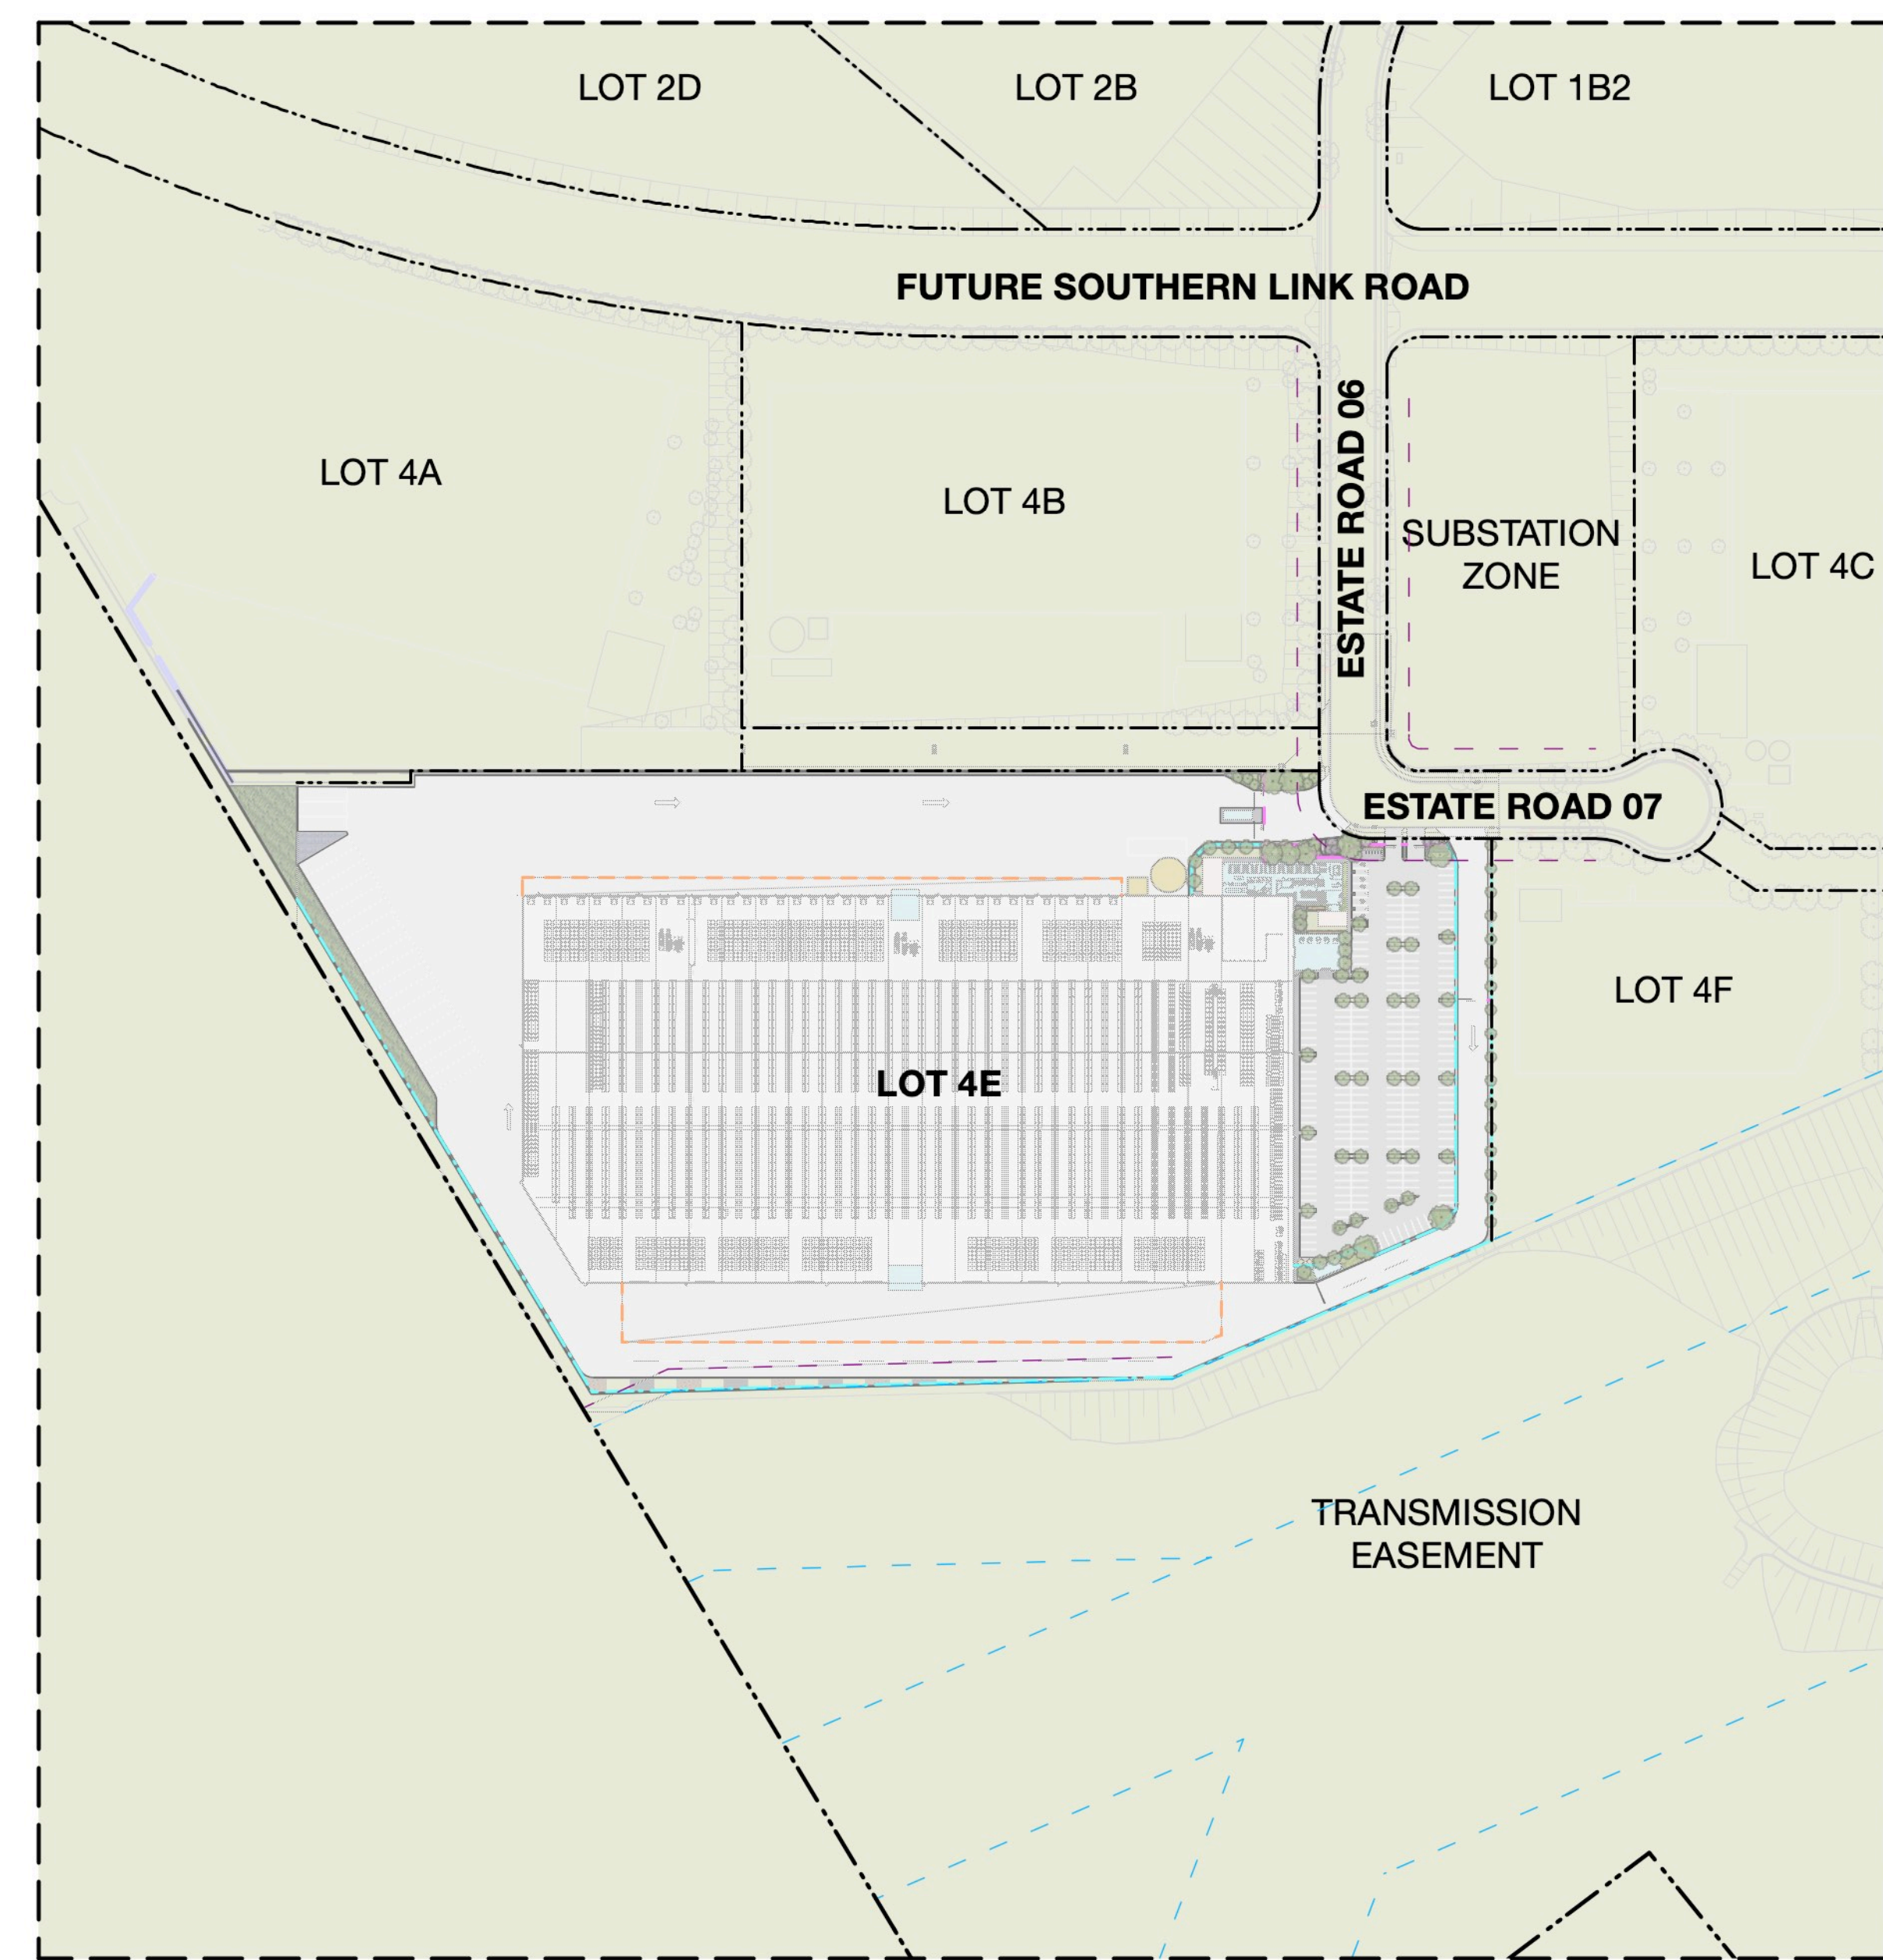 LOT 2D
LOT 2B
LOT 1B2
FUTURE SOUTHERN LINK ROAD
LOT 4A
LOT 4B
ESTATE ROAD 06
SUBSTATION
ZONE
LOT 4C
ESTATE ROAD 07
LOT 4F
LOT 4E
TRANSMISSION
EASEMENT